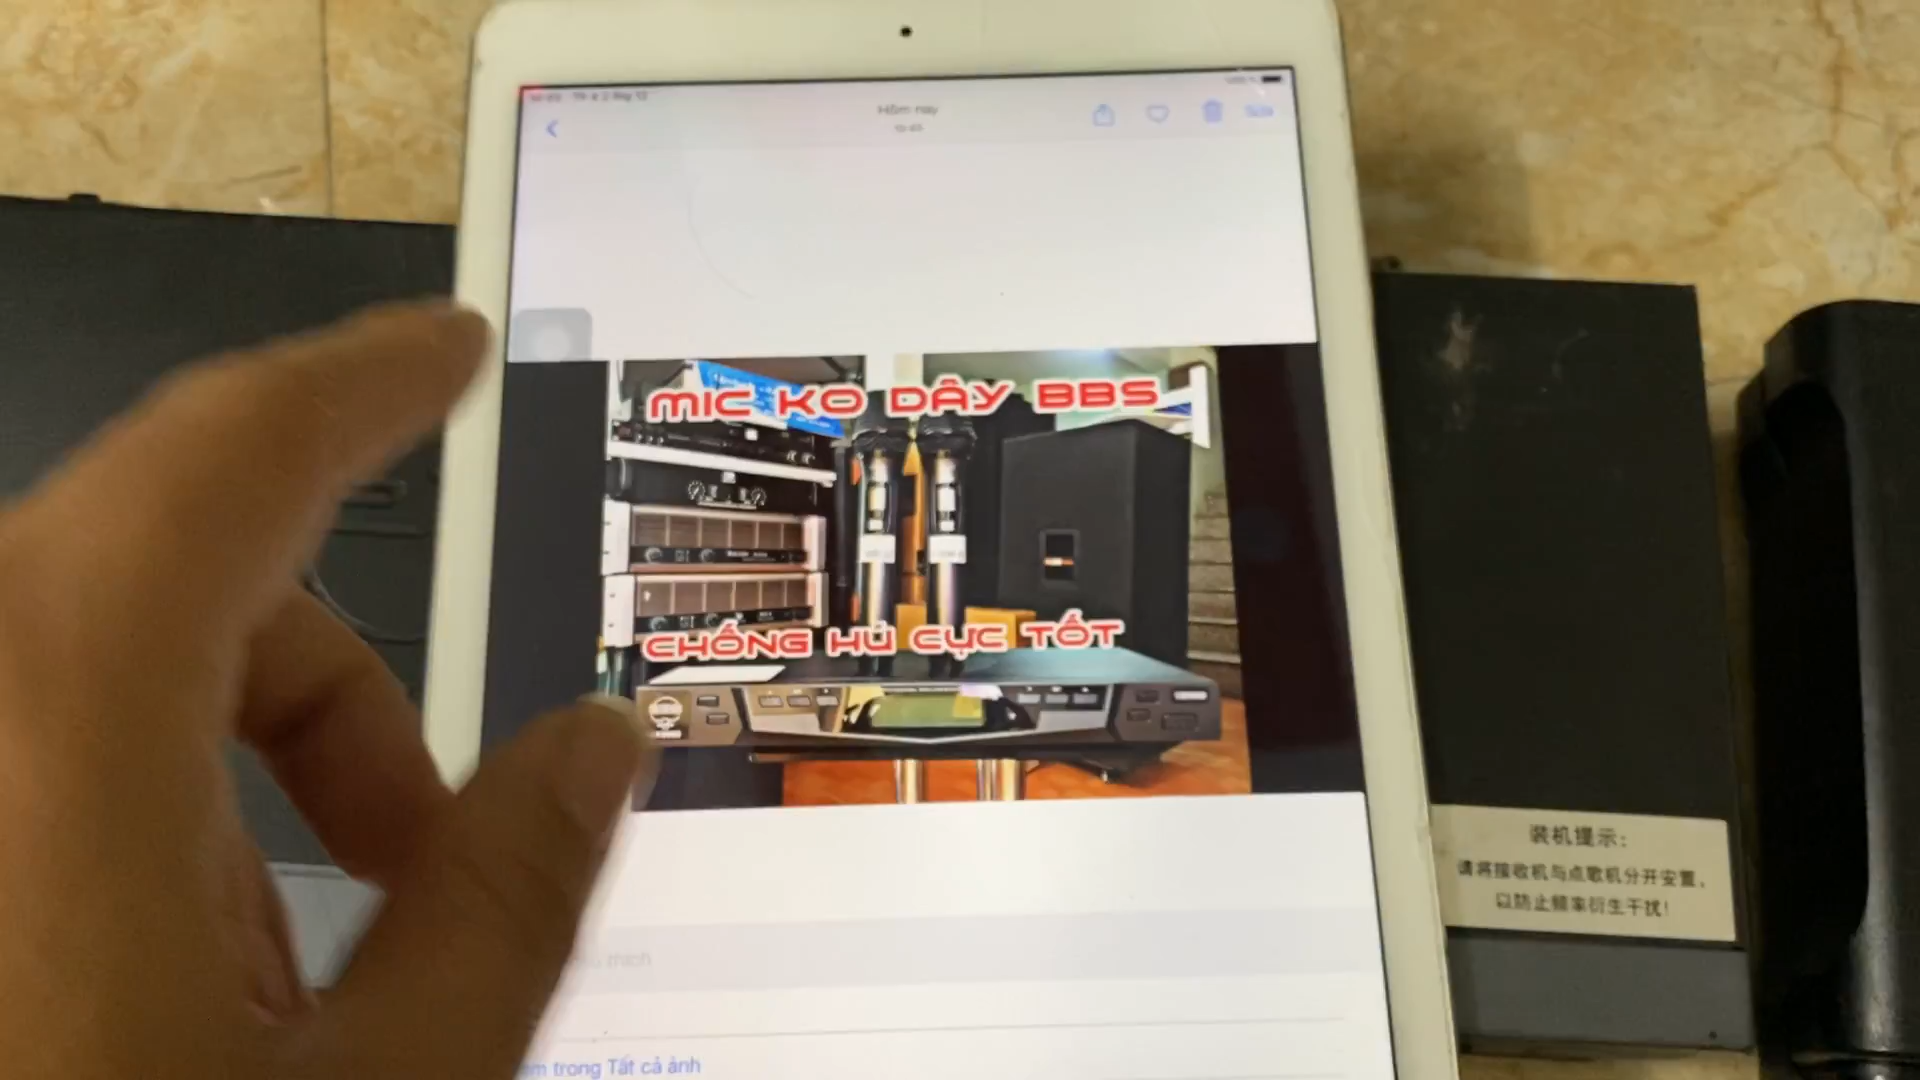 Hôm nay
MIC KO DÂY BBS
CHỐNG HÚ CỰC TỐT
装机提示:
请将接收机与点歌机分开安置,
以防止频率衍生干扰!
trong Tất cả ảnh